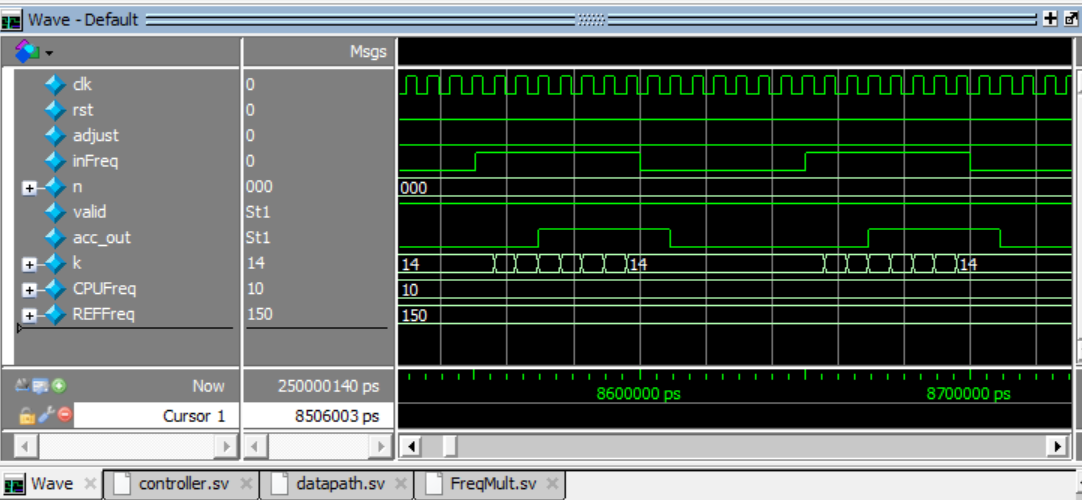 Wave - Default
Msgs
clk 0
rst 0
adjust 0
inFreq 0
n 000 000
valid St1
acc_out St1
k 14 14 14 14
CPUFreq 10 10
REFFreq 150 150
Now 250000140 ps 8600000 ps 8700000 ps
Cursor 1 8506003 ps
Wave controller.sv datapath.sv FreqMult.sv